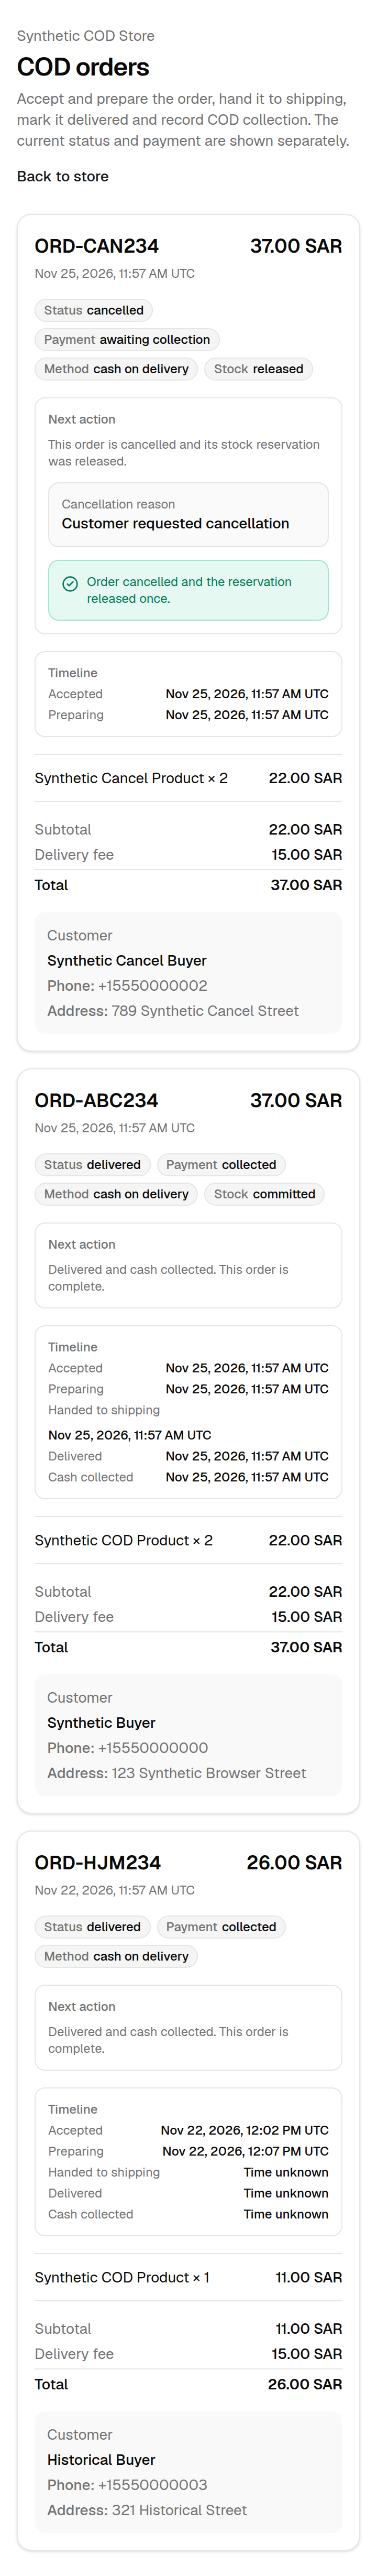 Synthetic COD Store
COD orders
Accept and prepare the order, hand it to shipping,
mark it delivered and record COD collection. The
current status and payment are shown separately.
Back to store
ORD-CAN234 37.00 SAR
Nov 25, 2026, 11:57 AM UTC
Status cancelled
Payment awaiting collection
Method cash on delivery Stock released
Next action
This order is cancelled and its stock reservation
was released.
Cancellation reason
Customer requested cancellation
Order cancelled and the reservation
released once.
Timeline
Accepted Nov 25, 2026, 11:57 AM UTC
Preparing Nov 25, 2026, 11:57 AM UTC
Synthetic Cancel Product × 2 22.00 SAR
Subtotal 22.00 SAR
Delivery fee 15.00 SAR
Total 37.00 SAR
Customer
Synthetic Cancel Buyer
Phone: +15550000002
Address: 789 Synthetic Cancel Street
ORD-ABC234 37.00 SAR
Nov 25, 2026, 11:57 AM UTC
Status delivered Payment collected
Method cash on delivery Stock committed
Next action
Delivered and cash collected. This order is
complete.
Timeline
Accepted Nov 25, 2026, 11:57 AM UTC
Preparing Nov 25, 2026, 11:57 AM UTC
Handed to shipping
Nov 25, 2026, 11:57 AM UTC
Delivered Nov 25, 2026, 11:57 AM UTC
Cash collected Nov 25, 2026, 11:57 AM UTC
Synthetic COD Product × 2 22.00 SAR
Subtotal 22.00 SAR
Delivery fee 15.00 SAR
Total 37.00 SAR
Customer
Synthetic Buyer
Phone: +15550000000
Address: 123 Synthetic Browser Street
ORD-HJM234 26.00 SAR
Nov 22, 2026, 11:57 AM UTC
Status delivered Payment collected
Method cash on delivery
Next action
Delivered and cash collected. This order is
complete.
Timeline
Accepted Nov 22, 2026, 12:02 PM UTC
Preparing Nov 22, 2026, 12:07 PM UTC
Handed to shipping Time unknown
Delivered Time unknown
Cash collected Time unknown
Synthetic COD Product × 1 11.00 SAR
Subtotal 11.00 SAR
Delivery fee 15.00 SAR
Total 26.00 SAR
Customer
Historical Buyer
Phone: +15550000003
Address: 321 Historical Street